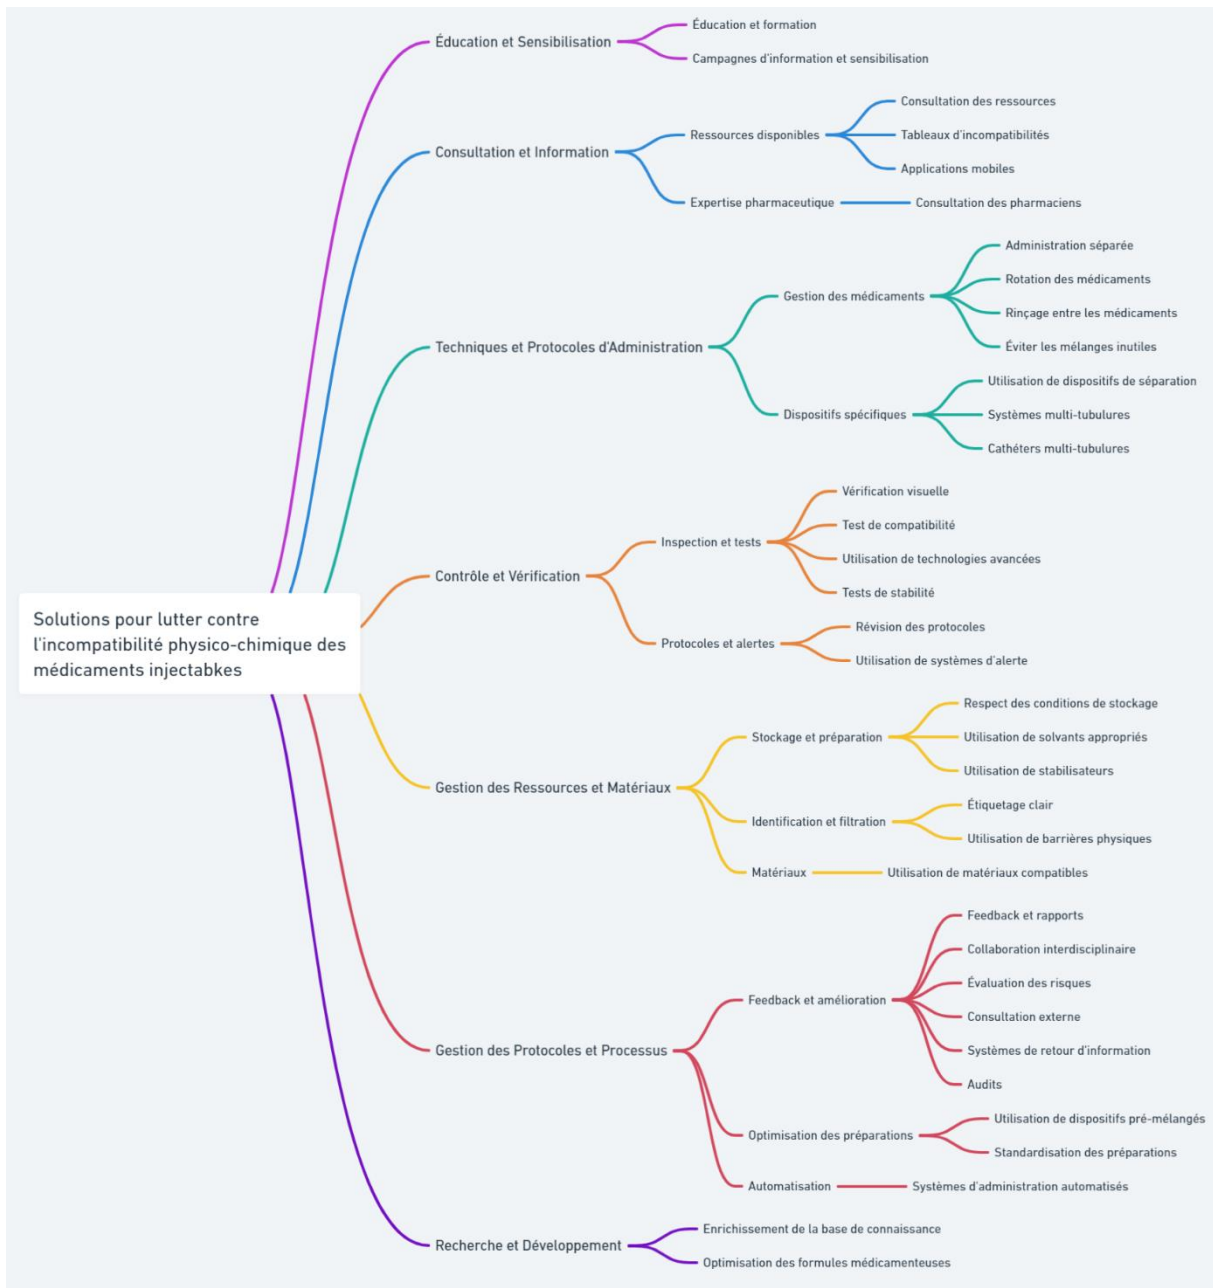 Solutions pour lutter contre
l'incompatibilité physico-chimique des
médicaments injectabkes
Éducation et Sensibilisation
Éducation et formation
Campagnes d'information et sensibilisation
Consultation et Information
Ressources disponibles
Consultation des ressources
Tableaux d'incompatibilités
Applications mobiles
Expertise pharmaceutique
Consultation des pharmaciens
Techniques et Protocoles d'Administration
Gestion des médicaments
Administration séparée
Rotation des médicaments
Rinçage entre les médicaments
Éviter les mélanges inutiles
Dispositifs spécifiques
Utilisation de dispositifs de séparation
Systèmes multi-tubulures
Cathéters multi-tubulures
Contrôle et Vérification
Inspection et tests
Vérification visuelle
Test de compatibilité
Utilisation de technologies avancées
Tests de stabilité
Protocoles et alertes
Révision des protocoles
Utilisation de systèmes d'alerte
Gestion des Ressources et Matériaux
Stockage et préparation
Respect des conditions de stockage
Utilisation de solvants appropriés
Utilisation de stabilisateurs
Identification et filtration
Étiquetage clair
Utilisation de barrières physiques
Matériaux
Utilisation de matériaux compatibles
Gestion des Protocoles et Processus
Feedback et amélioration
Feedback et rapports
Collaboration interdisciplinaire
Évaluation des risques
Consultation externe
Systèmes de retour d'information
Audits
Optimisation des préparations
Utilisation de dispositifs pré-mélangés
Standardisation des préparations
Automatisation
Systèmes d'administration automatisés
Recherche et Développement
Enrichissement de la base de connaissance
Optimisation des formules médicamenteuses